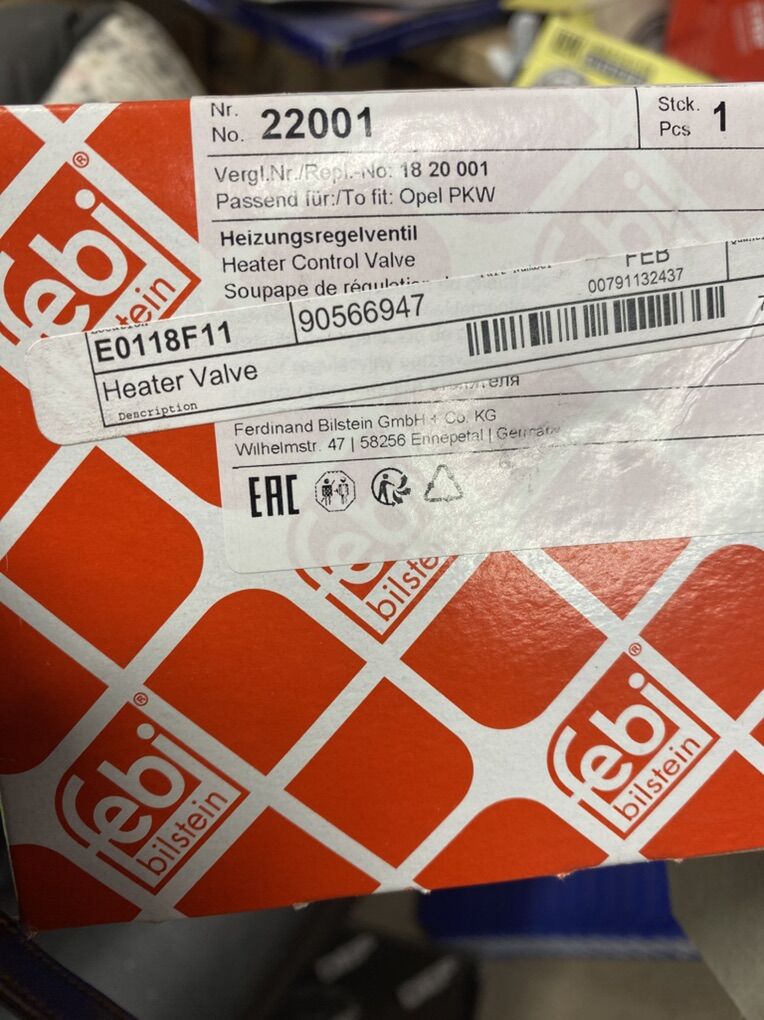 Nr.
No. 22001
Stck.
Pcs 1
Vergl.Nr./Repl.-No: 18 20 001
Passend für:/To fit: Opel PKW
Heizungsregelventil
Heater Control Valve
Soupape de régulation
FEB
00791132437
E0118F11
90566947
Heater Valve
Description
Ferdinand Bilstein GmbH + Co. KG
Wilhelmstr. 47 | 58256 Ennepetal | Germany
EAC
febi®
bilstein
febi
bilstein
febi®
bilstein
febi®
bilstein